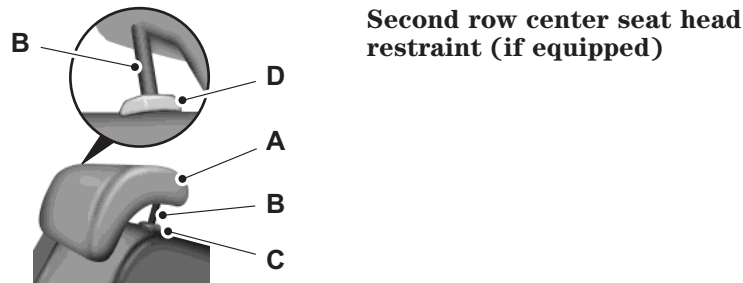 Second row center seat head
restraint (if equipped)
B
D
A
B
C